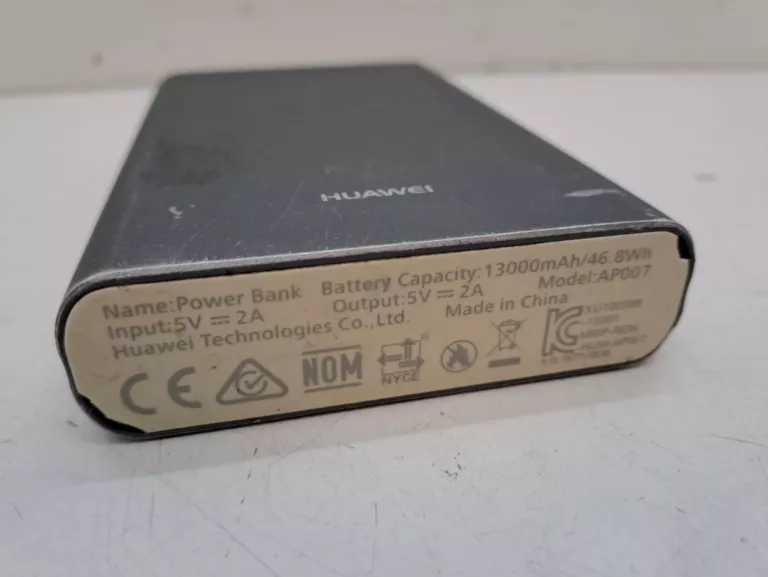 HUAWEI
Name:Power Bank Battery Capacity:13000mAh/46.8Wh
Input:5V ⎓ 2A Output:5V ⎓ 2A Model:AP007
Huawei Technologies Co.,Ltd. Made in China
CE NOM NYCE